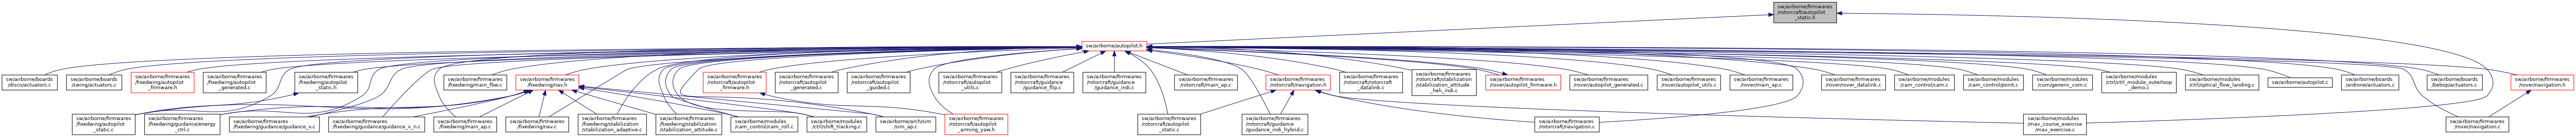 sw/airborne/firmwares
/rotorcraft/autopilot
_static.h
sw/airborne/autopilot.h
sw/airborne/boards
/disco/actuators.c
sw/airborne/boards
/swing/actuators.c
sw/airborne/firmwares
/fixedwing/autopilot
_firmware.h
sw/airborne/firmwares
/fixedwing/autopilot
_generated.c
sw/airborne/firmwares
/fixedwing/autopilot
_static.h
sw/airborne/firmwares
/fixedwing/main_fbw.c
sw/airborne/firmwares
/fixedwing/nav.h
sw/airborne/firmwares
/rotorcraft/autopilot
_firmware.h
sw/airborne/firmwares
/rotorcraft/autopilot
_generated.c
sw/airborne/firmwares
/rotorcraft/autopilot
_guided.c
sw/airborne/firmwares
/rotorcraft/autopilot
_utils.c
sw/airborne/firmwares
/rotorcraft/guidance
/guidance_flip.c
sw/airborne/firmwares
/rotorcraft/guidance
/guidance_indi.c
sw/airborne/firmwares
/rotorcraft/main_ap.c
sw/airborne/firmwares
/rotorcraft/navigation.h
sw/airborne/firmwares
/rotorcraft/rotorcraft
_datalink.c
sw/airborne/firmwares
/rotorcraft/stabilization
/stabilization_attitude
_heli_indi.c
sw/airborne/firmwares
/rover/autopilot_firmware.h
sw/airborne/firmwares
/rover/autopilot_generated.c
sw/airborne/firmwares
/rover/autopilot_utils.c
sw/airborne/firmwares
/rover/main_ap.c
sw/airborne/firmwares
/rover/rover_datalink.c
sw/airborne/modules
/cam_control/cam.c
sw/airborne/modules
/cam_control/point.c
sw/airborne/modules
/com/generic_com.c
sw/airborne/modules
/ctrl/ctrl_module_outerloop
_demo.c
sw/airborne/modules
/ctrl/optical_flow_landing.c
sw/airborne/autopilot.c
sw/airborne/boards
/ardrone/actuators.c
sw/airborne/boards
/bebop/actuators.c
sw/airborne/firmwares
/rover/navigation.h
sw/airborne/firmwares
/fixedwing/autopilot
_static.c
sw/airborne/firmwares
/fixedwing/guidance/energy
_ctrl.c
sw/airborne/firmwares
/fixedwing/guidance/guidance_v.c
sw/airborne/firmwares
/fixedwing/guidance/guidance_v_n.c
sw/airborne/firmwares
/fixedwing/main_ap.c
sw/airborne/firmwares
/fixedwing/nav.c
sw/airborne/firmwares
/fixedwing/stabilization
/stabilization_adaptive.c
sw/airborne/firmwares
/fixedwing/stabilization
/stabilization_attitude.c
sw/airborne/modules
/cam_control/cam_roll.c
sw/airborne/modules
/ctrl/shift_tracking.c
sw/airborne/arch/sim
/sim_ap.c
sw/airborne/firmwares
/rotorcraft/autopilot
_arming_yaw.h
sw/airborne/firmwares
/rotorcraft/autopilot
_static.c
sw/airborne/firmwares
/rotorcraft/guidance
/guidance_indi_hybrid.c
sw/airborne/firmwares
/rotorcraft/navigation.c
sw/airborne/modules
/mav_course_exercise
/mav_exercise.c
sw/airborne/firmwares
/rover/navigation.c